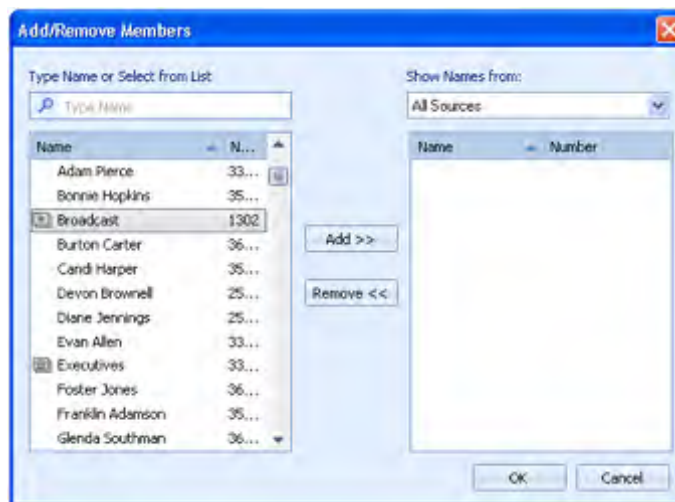 Add/Remove Members
Type Name or Select from List
Show Names from:
Type Name
All Sources
Name N...
Name Number
Adam Pierce 33...
Bonnie Hopkins 35...
Broadcast 1302
Burton Carter 36...
Candi Harper 35...
Devon Brownell 25...
Diane Jennings 25...
Evan Allen 33...
Executives 33...
Foster Jones 36...
Franklin Adamson 35...
Glenda Southman 36...
Add >>
Remove <<
OK Cancel